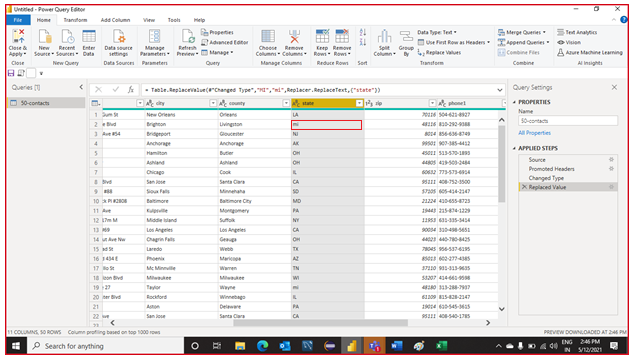 Untitled - Power Query Editor
File Home Transform Add Column View Tools Help
Close & Apply New Source Recent Sources Enter Data Data source settings Manage Parameters Refresh Preview Properties Advanced Editor Manage Choose Columns Remove Columns Keep Rows Remove Rows Split Column Group By Data Type: Text Use First Row as Headers Replace Values Merge Queries Append Queries Combine Files Text Analytics Vision Azure Machine Learning
Close New Query Data Sources Parameters Query Manage Columns Reduce Rows Sort Transform Combine AI Insights
Queries [1]
50-contacts
= Table.ReplaceValue(#"Changed Type","MI","mi",Replacer.ReplaceText,{"state"})
city county state zip phone1
1 Gum St New Orleans Orleans LA 70116 504-621-8927
2 e Blvd Brighton Livingston mi 48116 810-292-9388
3 Ave #54 Bridgeport Gloucester NJ 8014 856-636-8749
4 Anchorage Anchorage AK 99501 907-385-4412
5 Hamilton Butler OH 45011 513-570-1893
6 Ashland Ashland OH 44805 419-503-2484
7 Chicago Cook IL 60632 773-573-6914
8 Blvd San Jose Santa Clara CA 95111 408-752-3500
9 #88 Sioux Falls Minnehaha SD 57105 605-414-2147
10 ck Pl #2808 Baltimore Baltimore City MD 21224 410-655-8723
11 Ave Kulpsville Montgomery PA 19443 215-874-1229
12 17m M Middle Island Suffolk NY 11953 631-335-3414
13 #69 Los Angeles Los Angeles CA 90034 310-498-5651
14 ut Ave Nw Chagrin Falls Geauga OH 44023 440-780-8425
15 ad St Laredo Webb TX 78045 956-537-6195
16 434 E Phoenix Maricopa AZ 85013 602-277-4385
17 llo St Mc Minnville Warren TN 37110 931-313-9635
18 izon Blvd Milwaukee Milwaukee WI 53207 414-661-9598
19 - 27 Taylor Wayne mi 48180 313-288-7937
20 ter Blvd Rockford Winnebago IL 61109 815-828-2147
21 Aston Delaware PA 19014 610-545-3615
22 Ave San Jose Santa Clara CA 95111 408-540-1785
Query Settings
PROPERTIES
Name
50-contacts
All Properties
APPLIED STEPS
Source
Promoted Headers
Changed Type
Replaced Value
11 COLUMNS, 50 ROWS Column profiling based on top 1000 rows PREVIEW DOWNLOADED AT 2:46 PM
Type here to search ENG IN 2:46 PM 5/12/2021